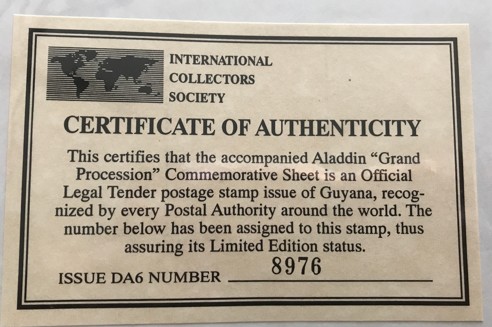 INTERNATIONAL
COLLECTORS
SOCIETY
CERTIFICATE OF AUTHENTICITY
This certifies that the accompanied Aladdin “Grand
Procession” Commemorative Sheet is an Official
Legal Tender postage stamp issue of Guyana, recog-
nized by every Postal Authority around the world. The
number below has been assigned to this stamp, thus
assuring its Limited Edition status.
ISSUE DA6 NUMBER 8976